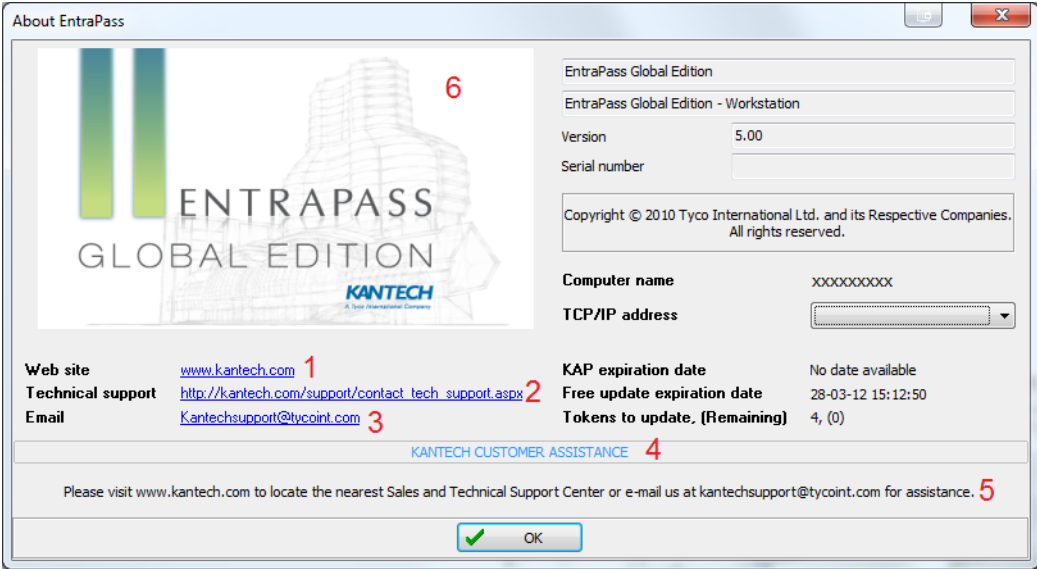 About EntraPass
6
ENTRAPASS
GLOBAL EDITION
KANTECH
A Tyco International Company
EntraPass Global Edition
EntraPass Global Edition - Workstation
Version 5.00
Serial number
Copyright © 2010 Tyco International Ltd. and its Respective Companies.
All rights reserved.
Computer name xxxxxxxxx
TCP/IP address
Web site www.kantech.com 1
Technical support http://kantech.com/support/contact_tech_support.aspx 2
Email Kantechsupport@tycoint.com 3
KAP expiration date No date available
Free update expiration date 28-03-12 15:12:50
Tokens to update, (Remaining) 4, (0)
KANTECH CUSTOMER ASSISTANCE 4
Please visit www.kantech.com to locate the nearest Sales and Technical Support Center or e-mail us at kantechsupport@tycoint.com for assistance. 5
OK